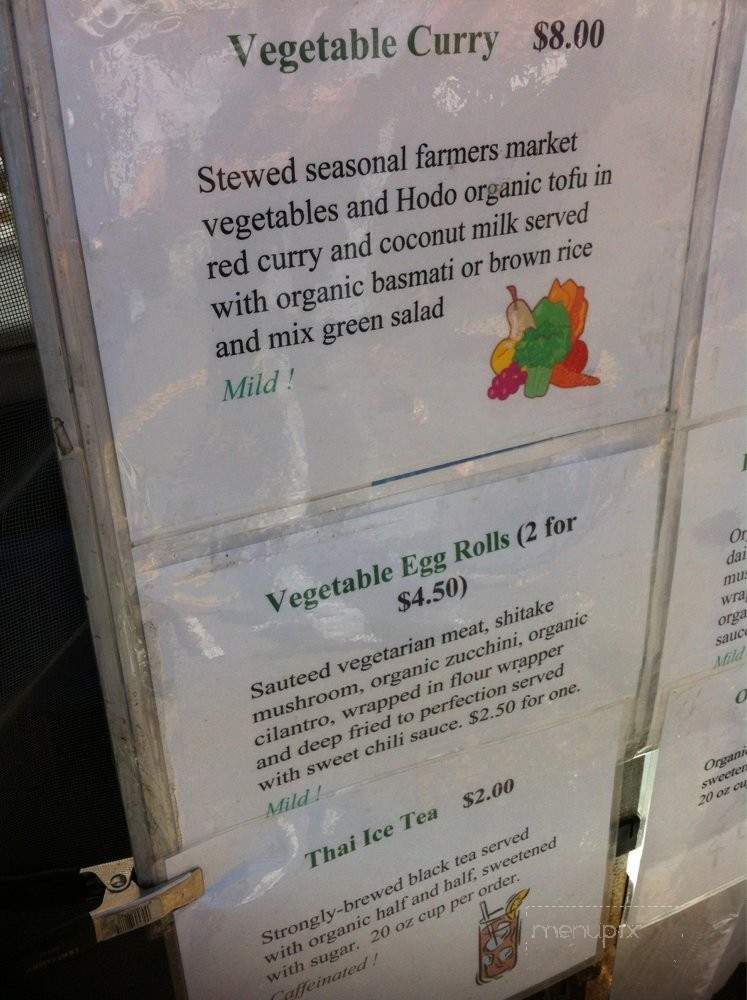 Vegetable Curry $8.00
Stewed seasonal farmers market
vegetables and Hodo organic tofu in
red curry and coconut milk served
with organic basmati or brown rice
and mix green salad
Mild !
Vegetable Egg Rolls (2 for
$4.50)
Sauteed vegetarian meat, shitake
mushroom, organic zucchini, organic
cilantro, wrapped in flour wrapper
and deep fried to perfection served
with sweet chili sauce. $2.50 for one.
Mild !
Thai Ice Tea $2.00
Strongly-brewed black tea served
with organic half and half, sweetened
with sugar. 20 oz cup per order.
Caffeinated !
Mild
20 oz cu
menupix